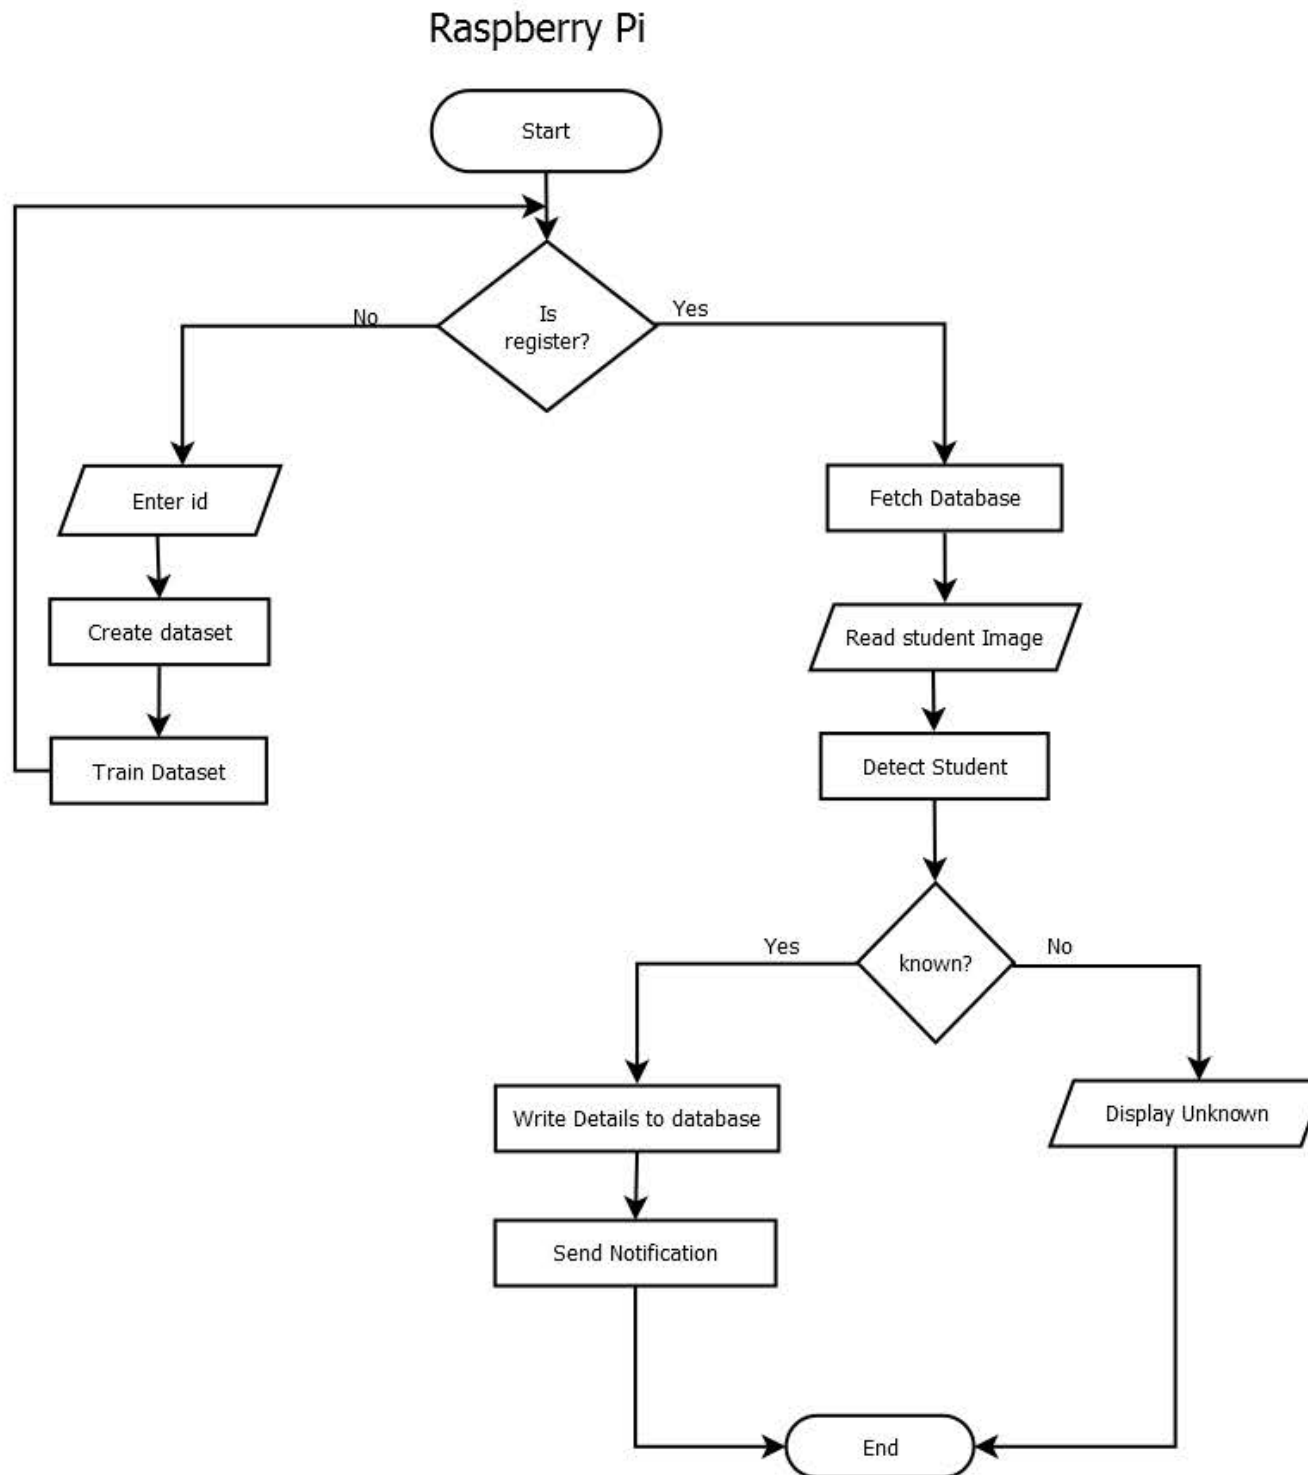 Raspberry Pi
Start
Is
register?
No
Yes
Enter id
Create dataset
Train Dataset
Fetch Database
Read student Image
Detect Student
known?
Yes
No
Write Details to database
Send Notification
Display Unknown
End